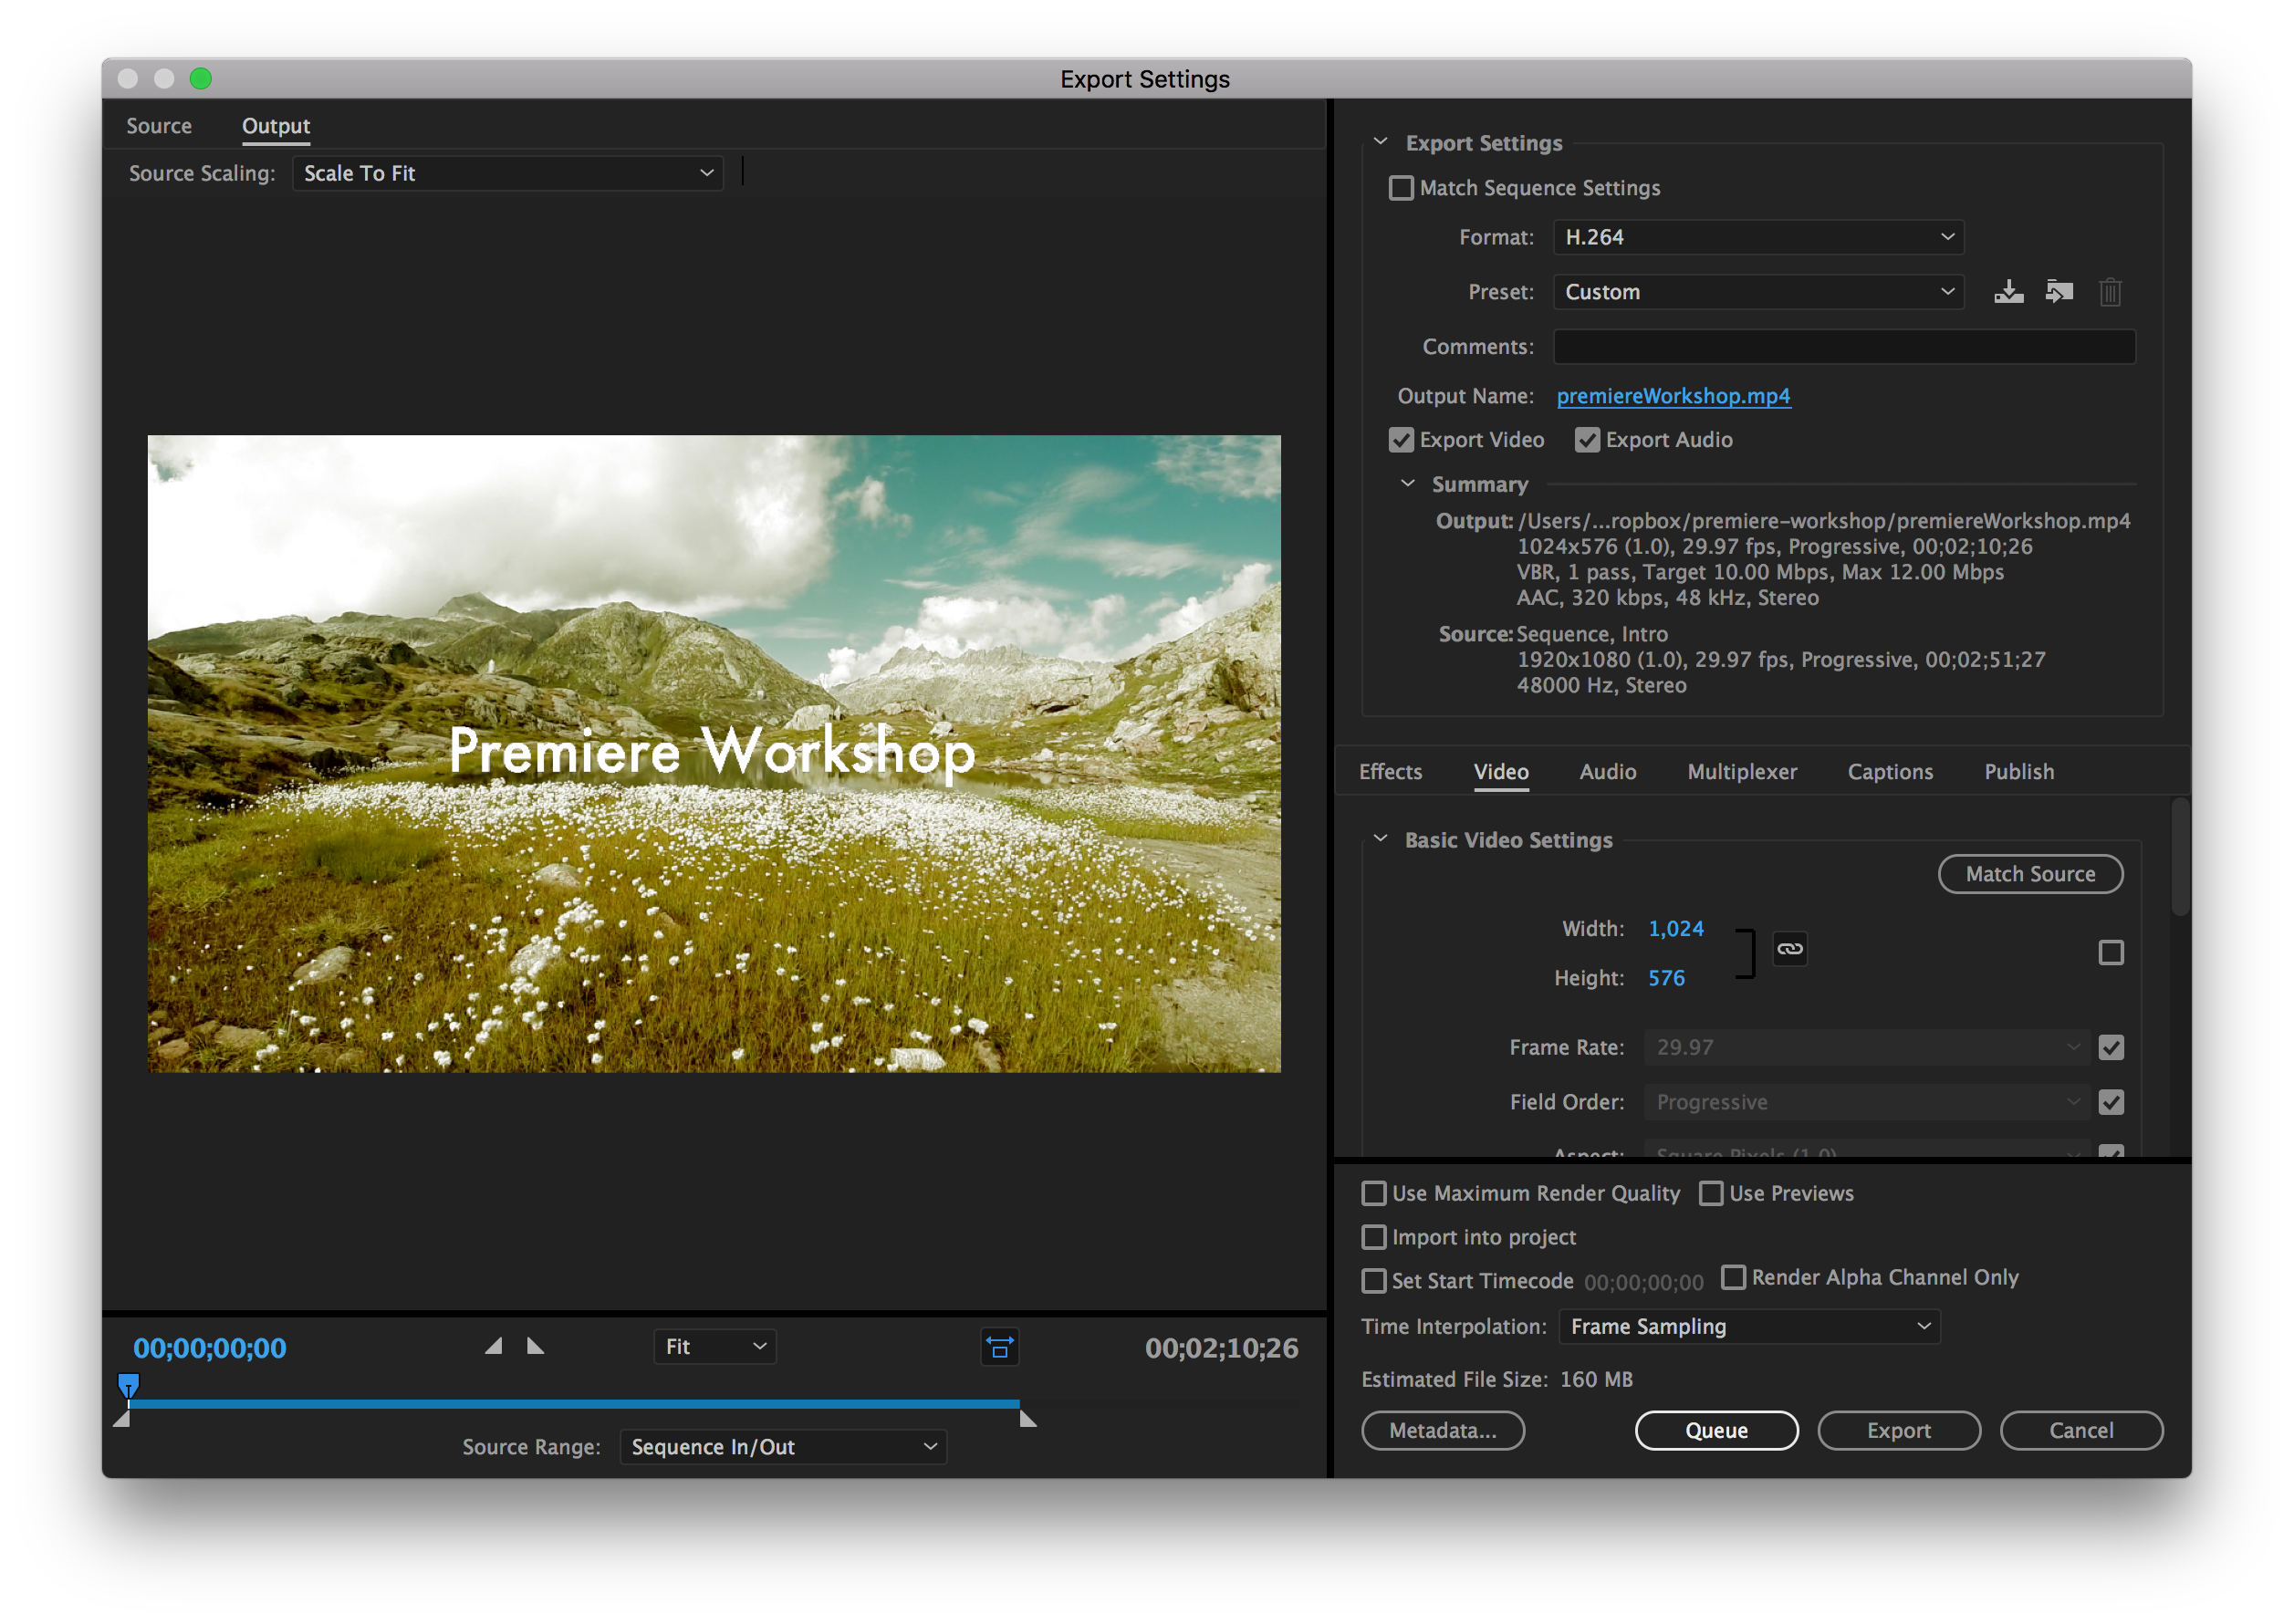 Export Settings
Source Output
Source Scaling: Scale To Fit
Premiere Workshop
00;00;00;00 Fit 00;02;10;26
Source Range: Sequence In/Out
Export Settings
Match Sequence Settings
Format: H.264
Preset: Custom
Comments:
Output Name: premiereWorkshop.mp4
Export Video Export Audio
Summary
Output: /Users/...ropbox/premiere-workshop/premiereWorkshop.mp4
1024x576 (1.0), 29.97 fps, Progressive, 00;02;10;26
VBR, 1 pass, Target 10.00 Mbps, Max 12.00 Mbps
AAC, 320 kbps, 48 kHz, Stereo
Source: Sequence, Intro
1920x1080 (1.0), 29.97 fps, Progressive, 00;02;51;27
48000 Hz, Stereo
Effects Video Audio Multiplexer Captions Publish
Basic Video Settings
Match Source
Width: 1,024
Height: 576
Frame Rate: 29.97
Field Order: Progressive
Aspect: Square Pixels (1.0)
Use Maximum Render Quality Use Previews
Import into project
Set Start Timecode 00;00;00;00 Render Alpha Channel Only
Time Interpolation: Frame Sampling
Estimated File Size: 160 MB
Metadata... Queue Export Cancel